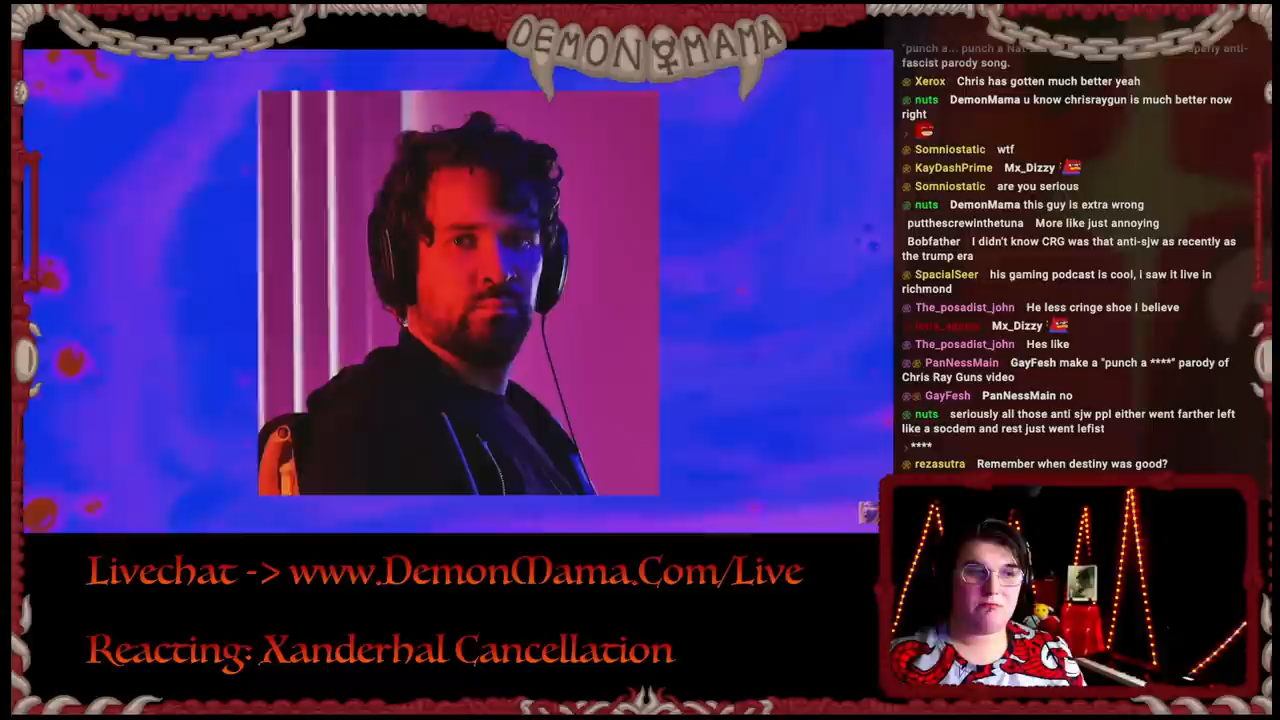 DEMON MAMA
"punch a... punch a
fascist parody song.
Xerox Chris has gotten much better yeah
nuts DemonMama u know chrisraygun is much better now
right
Somniostatic wtf
KayDashPrime Mx_Dizzy
Somniostatic are you serious
nuts DemonMama this guy is extra wrong
putthescrewinthetuna More like just annoying
Bobfather I didn't know CRG was that anti-sjw as recently as
the trump era
SpacialSeer his gaming podcast is cool, i saw it live in
richmond
The_posadist_john He less cringe shoe I believe
Mx_Dizzy
The_posadist_john Hes like
PanNessMain GayFesh make a "punch a ****" parody of
Chris Ray Guns video
GayFesh PanNessMain no
nuts seriously all those anti sjw ppl either went farther left
like a socdem and rest just went lefist
****
rezasutra Remember when destiny was good?
Livechat -> www.DemonMama.Com/Live
Reacting: Xanderhal Cancellation